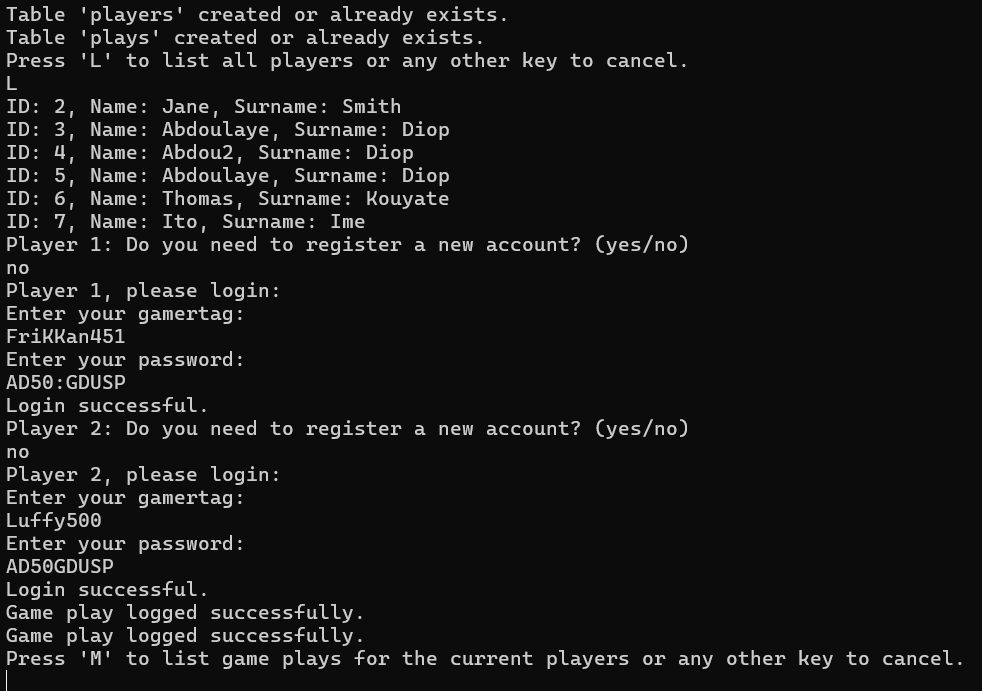 Table 'players' created or already exists.
Table 'plays' created or already exists.
Press 'L' to list all players or any other key to cancel.
L
ID: 2, Name: Jane, Surname: Smith
ID: 3, Name: Abdoulaye, Surname: Diop
ID: 4, Name: Abdou2, Surname: Diop
ID: 5, Name: Abdoulaye, Surname: Diop
ID: 6, Name: Thomas, Surname: Kouyate
ID: 7, Name: Ito, Surname: Ime
Player 1: Do you need to register a new account? (yes/no)
no
Player 1, please login:
Enter your gamertag:
FriKKan451
Enter your password:
AD50:GDUSP
Login successful.
Player 2: Do you need to register a new account? (yes/no)
no
Player 2, please login:
Enter your gamertag:
Luffy500
Enter your password:
AD50GDUSP
Login successful.
Game play logged successfully.
Game play logged successfully.
Press 'M' to list game plays for the current players or any other key to cancel.